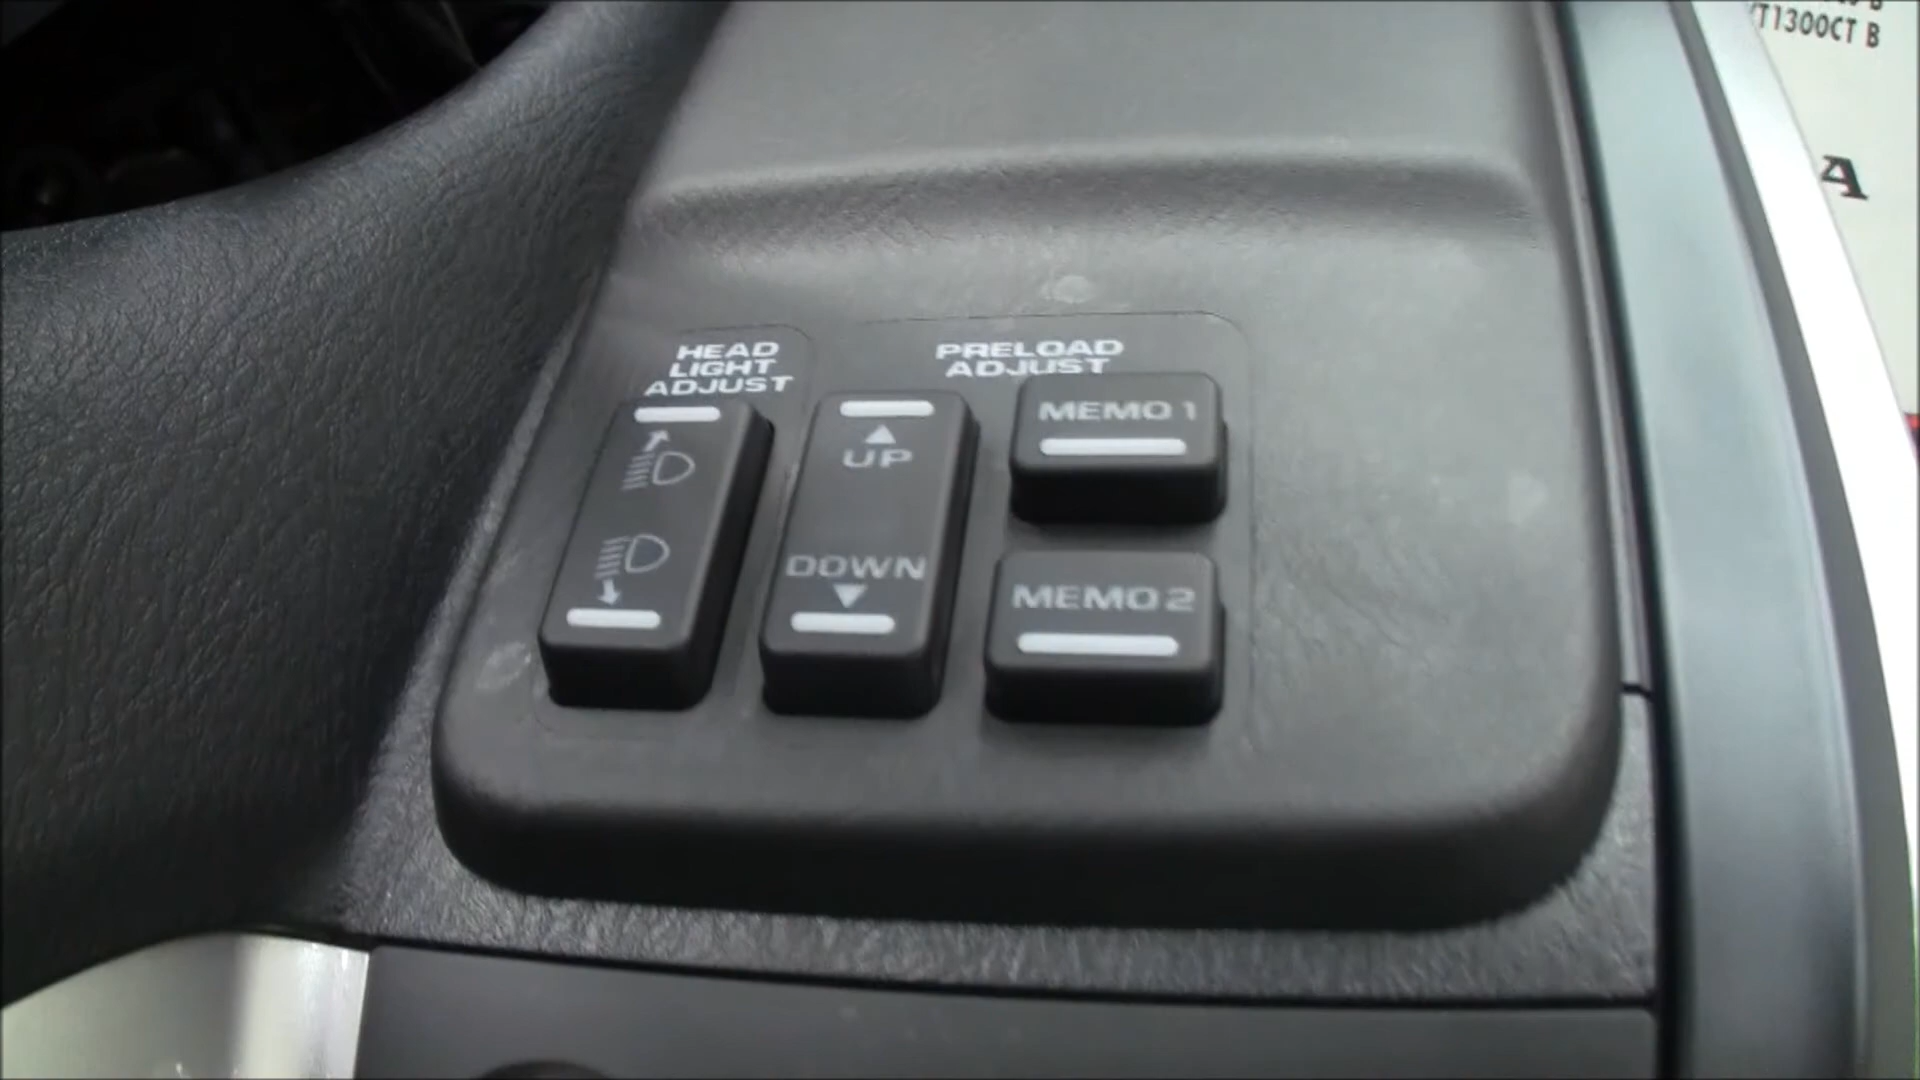 HEAD
LIGHT
ADJUST
PRELOAD
ADJUST
UP
DOWN
MEMO 1
MEMO 2
T1300CT B
A